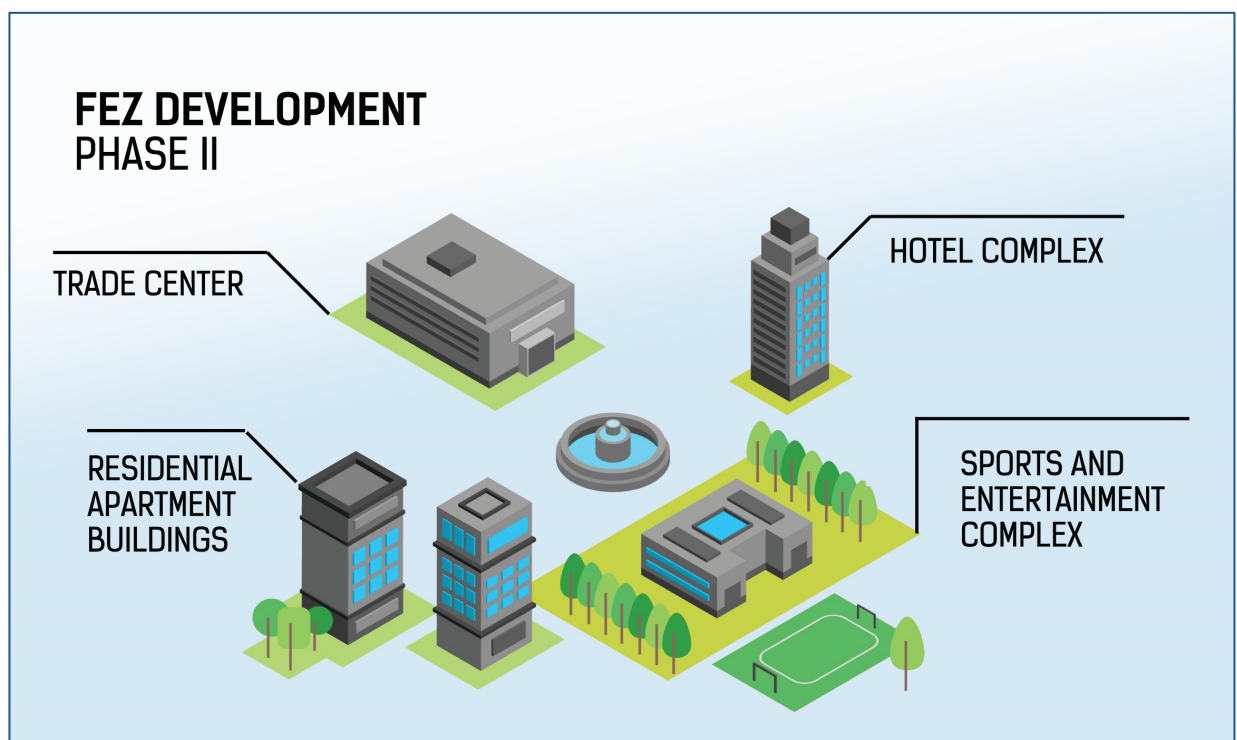 FEZ DEVELOPMENT
PHASE II
TRADE CENTER
HOTEL COMPLEX
RESIDENTIAL
APARTMENT
BUILDINGS
SPORTS AND
ENTERTAINMENT
COMPLEX